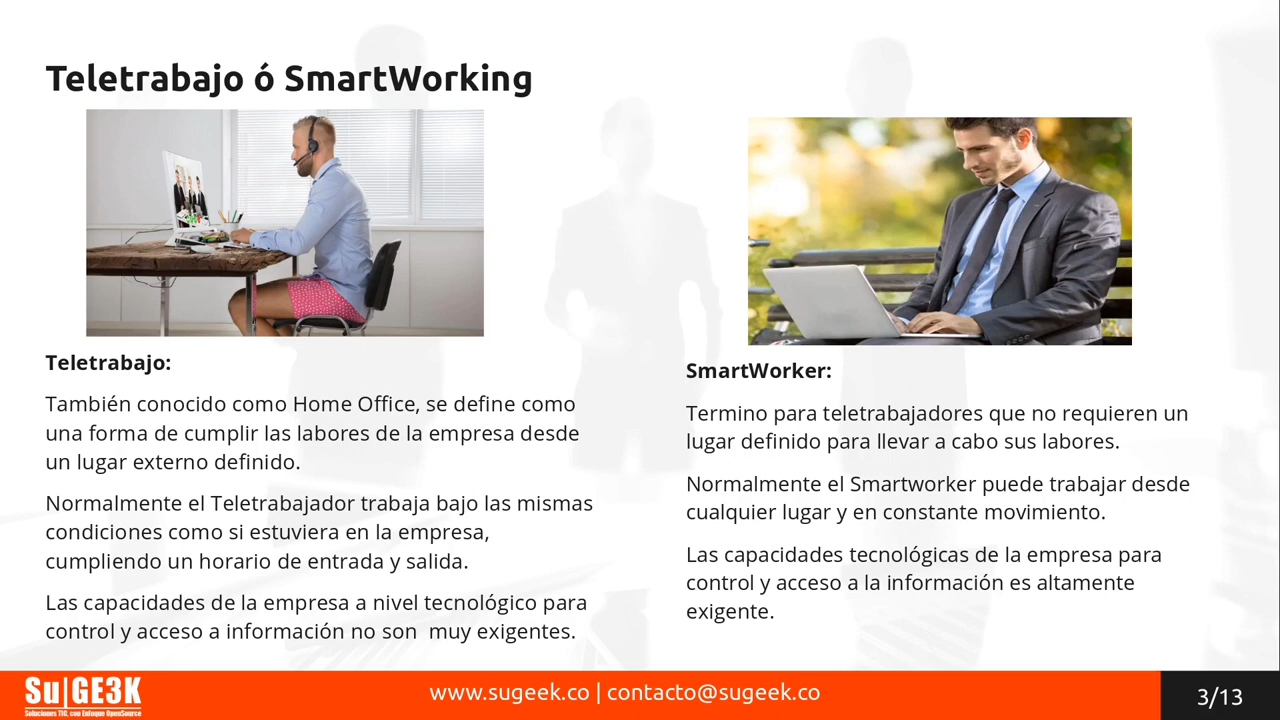 Teletrabajo ó SmartWorking
Teletrabajo:
También conocido como Home Office, se define como
una forma de cumplir las labores de la empresa desde
un lugar externo definido.
Normalmente el Teletrabajador trabaja bajo las mismas
condiciones como si estuviera en la empresa,
cumpliendo un horario de entrada y salida.
Las capacidades de la empresa a nivel tecnológico para
control y acceso a información no son  muy exigentes.
SmartWorker:
Termino para teletrabajadores que no requieren un
lugar definido para llevar a cabo sus labores.
Normalmente el Smartworker puede trabajar desde
cualquier lugar y en constante movimiento.
Las capacidades tecnológicas de la empresa para
control y acceso a la información es altamente
exigente.
Su|GE3K
Soluciones TIC, con Enfoque OpenSource
www.sugeek.co | contacto@sugeek.co
3/13